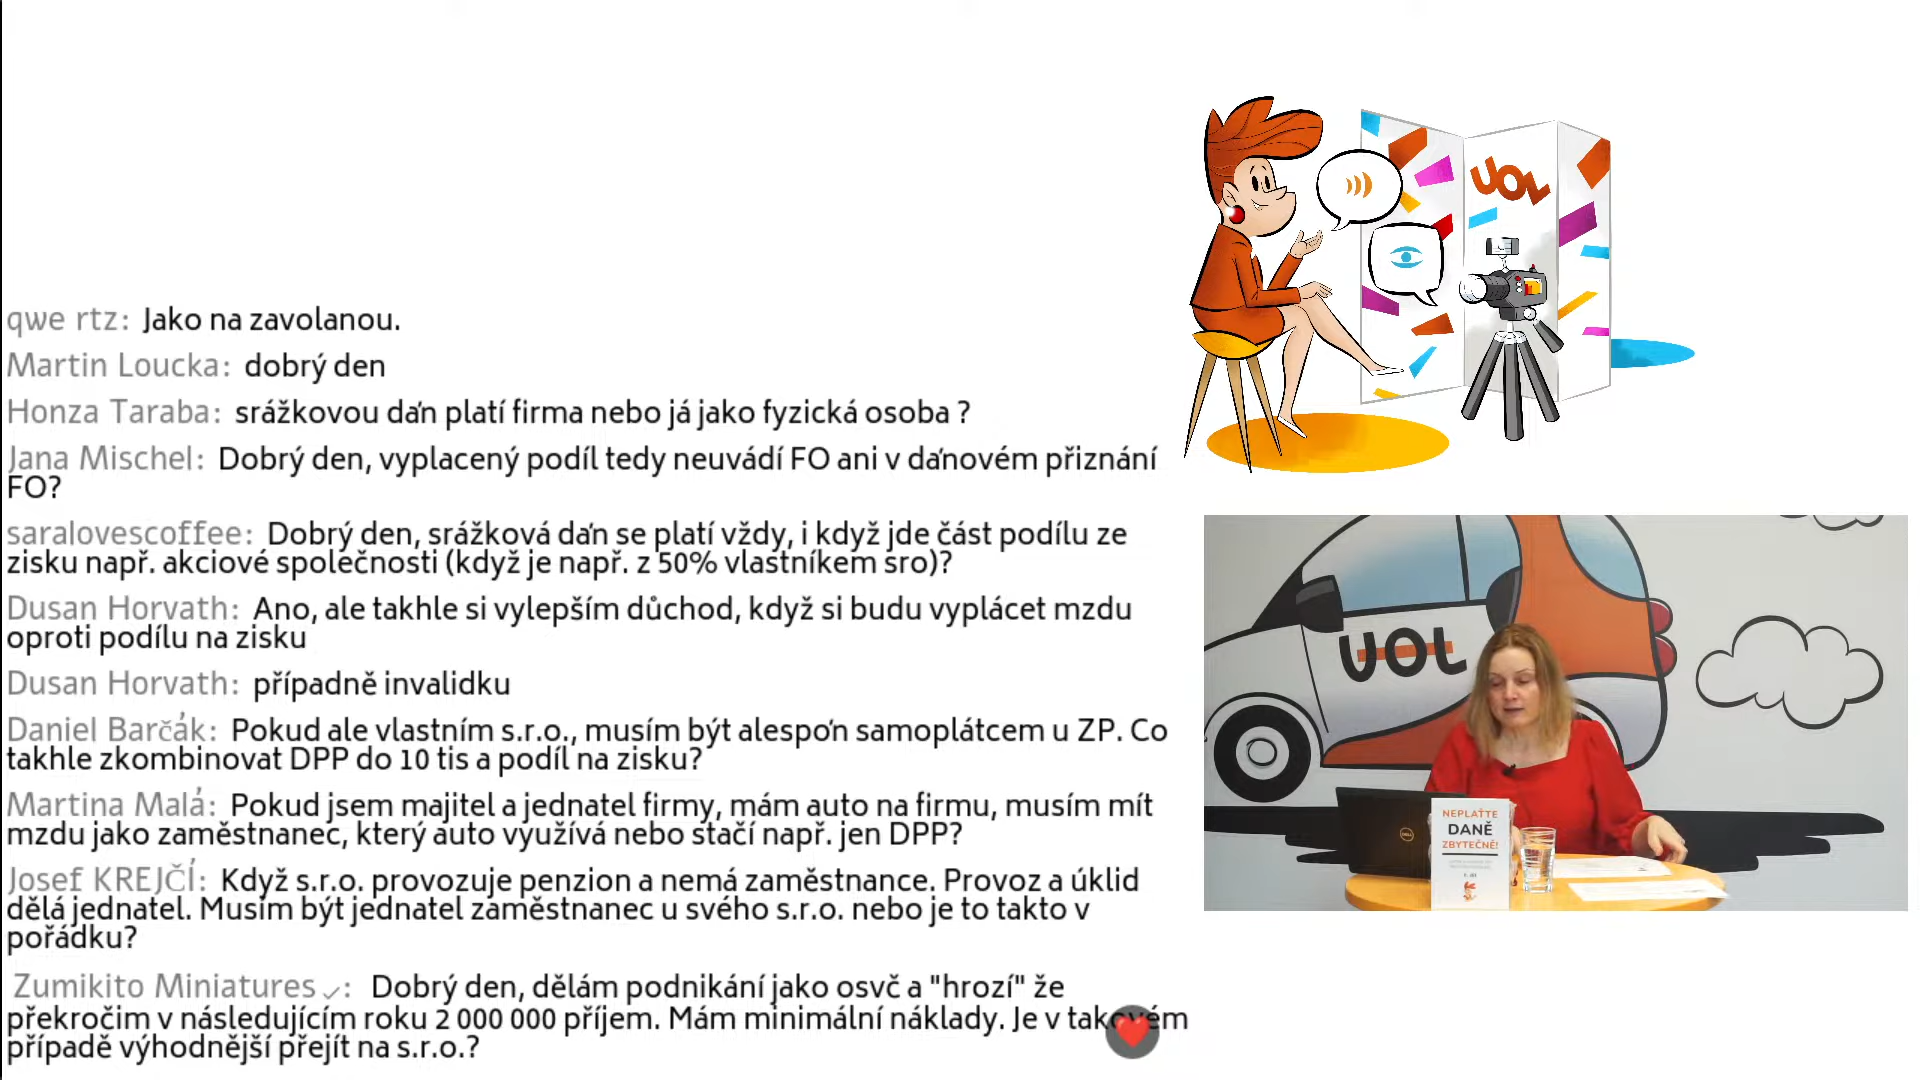 qwe rtz: Jako na zavolanou.
Martin Loucka: dobrý den
Honza Taraba: srážkovou daň platí firma nebo já jako fyzická osoba ?
Jana Mischel: Dobrý den, vyplacený podíl tedy neuvádí FO ani v daňovém přiznání
FO?
saralovescoffee: Dobrý den, srážková daň se platí vždy, i když jde část podílu ze
zisku např. akciové společnosti (když je např. z 50% vlastníkem sro)?
Dusan Horvath: Ano, ale takhle si vylepším důchod, když si budu vyplácet mzdu
oproti podílu na zisku
Dusan Horvath: případně invalidku
Daniel Barčák: Pokud ale vlastním s.r.o., musím být alespoň samoplátcem u ZP. Co
takhle zkombinovat DPP do 10 tis a podíl na zisku?
Martina Malá: Pokud jsem majitel a jednatel firmy, mám auto na firmu, musím mít
mzdu jako zaměstnanec, který auto využívá nebo stačí např. jen DPP?
Josef KREJČÍ: Když s.r.o. provozuje penzion a nemá zaměstnance. Provoz a úklid
dělá jednatel. Musím být jednatel zaměstnanec u svého s.r.o. nebo je to takto v
pořádku?
Zumikito Miniatures ✓: Dobrý den, dělám podnikání jako osvč a "hrozí" že
překročim v následujícím roku 2 000 000 příjem. Mám minimální náklady. Je v takovém
případě výhodnější přejít na s.r.o.?
UOL
UOL
DELL
NEPLAŤTE
DANĚ
ZBYTEČNĚ!